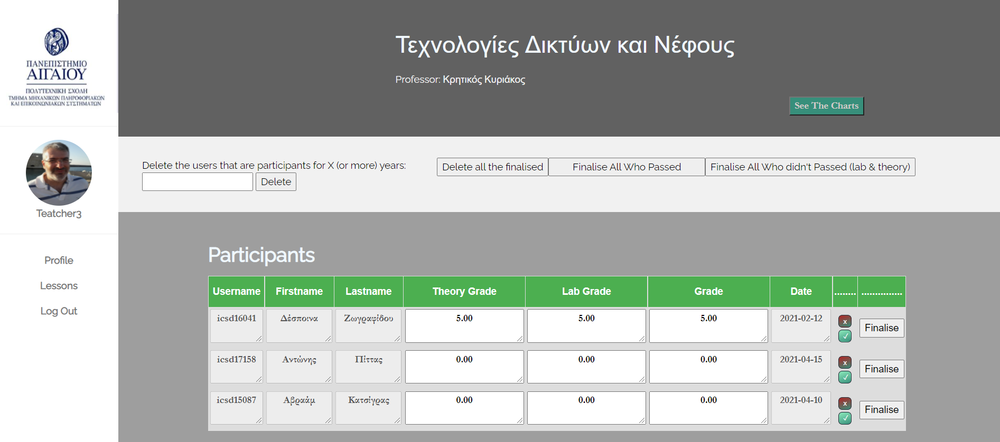 ΠΑΝΕΠΙΣΤΗΜΙΟ
ΑΙΓΑΙΟΥ
ΠΟΛΥΤΕΧΝΙΚΗ ΣΧΟΛΗ
ΤΜΗΜΑ ΜΗΧΑΝΙΚΩΝ ΠΛΗΡΟΦΟΡΙΑΚΩΝ
ΚΑΙ ΕΠΙΚΟΙΝΩΝΙΑΚΩΝ ΣΥΣΤΗΜΑΤΩΝ
Teatcher3
Profile
Lessons
Log Out
Τεχνολογίες Δικτύων και Νέφους
Professor: Κρητικός Κυριάκος
See The Charts
Delete the users that are participants for X (or more) years:
Delete
Delete all the finalised Finalise All Who Passed Finalise All Who didn't Passed (lab & theory)
Participants
Username Firstname Lastname Theory Grade Lab Grade Grade Date ........ ...............
icsd16041 Δέσποινα Ζωγραφίδου 5.00 5.00 5.00 2021-02-12 x ✓ Finalise
icsd17158 Αντώνης Πίττας 0.00 0.00 0.00 2021-04-15 x ✓ Finalise
icsd15087 Αβραάμ Κατσίγρας 0.00 0.00 0.00 2021-04-10 x ✓ Finalise